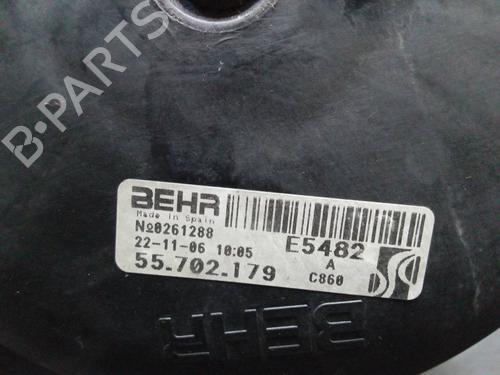 B-PARTS
BEHR
Made in Spain
№0261288
22-11-06 10:05
E5482
A
55.702.179
C860
BEHR